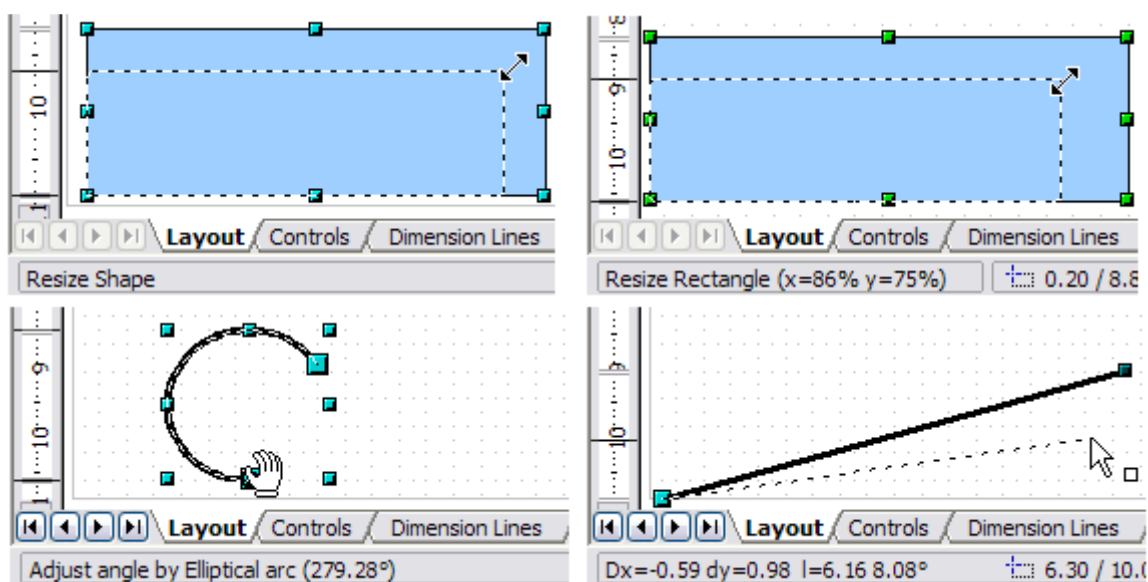 10
1
Layout Controls Dimension Lines
Resize Shape
9
10
Layout Controls Dimension Lines
Resize Rectangle (x=86% y=75%) 0.20 / 8.8
9
10
1
Layout Controls Dimension Lines
Adjust angle by Elliptical arc (279.28°)
9
10
Layout Controls Dimension Lines
Dx=-0.59 dy=0.98 l=6.16 8.08° 6.30 / 10.0